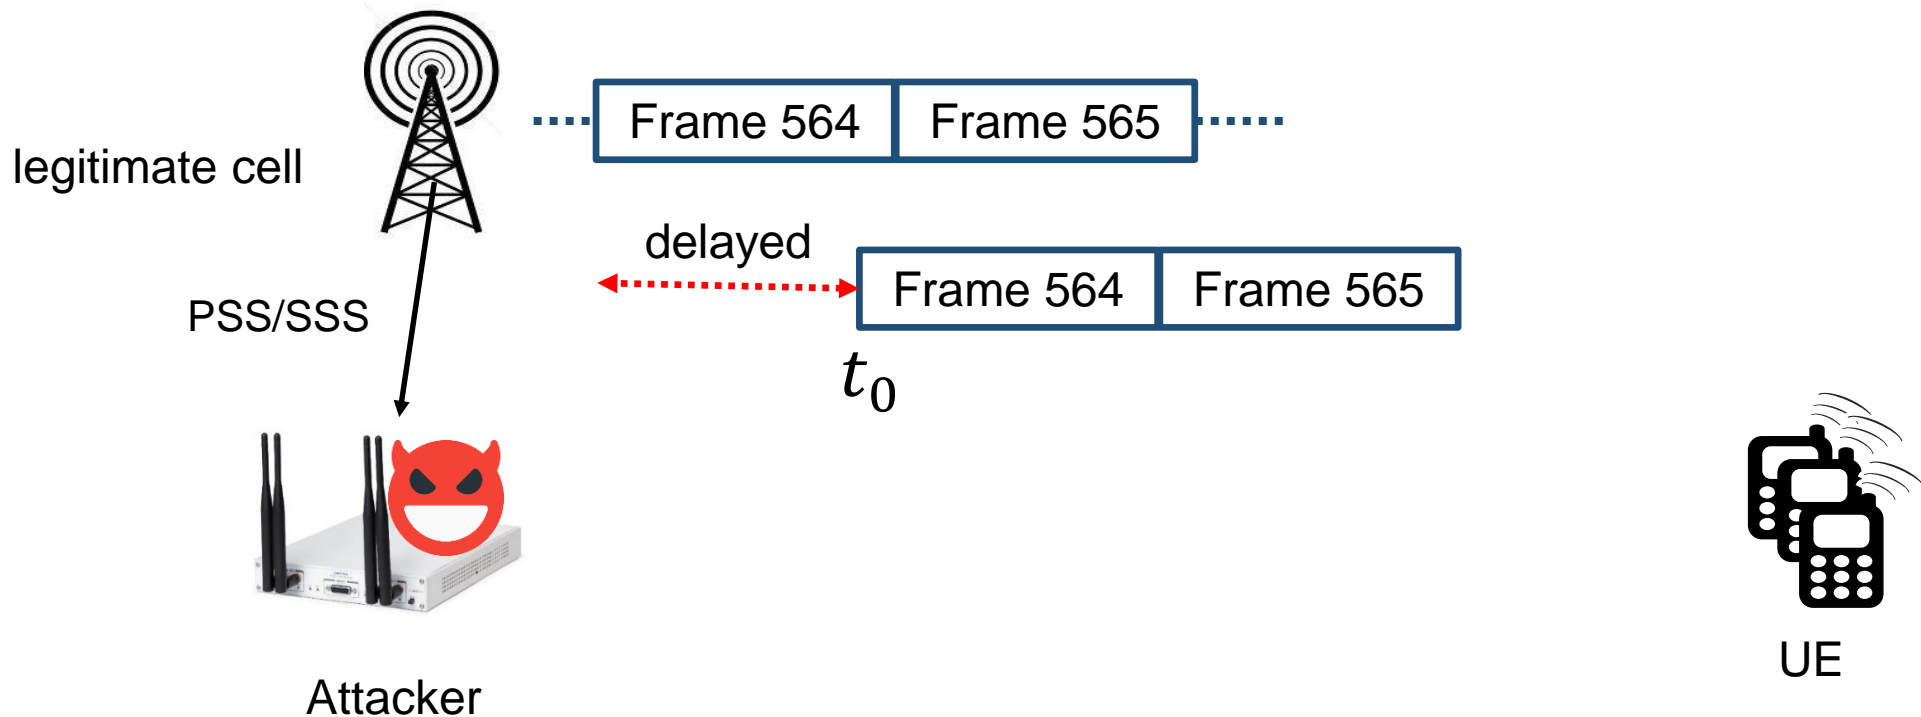 Frame 564
Frame 565
legitimate cell
delayed
Frame 564
Frame 565
PSS/SSS
t₀
UE
Attacker